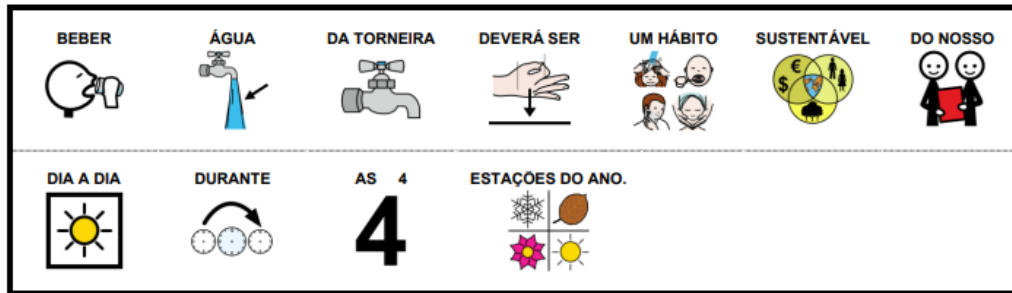 BEBER ÁGUA DA TORNEIRA DEVERÁ SER UM HÁBITO SUSTENTÁVEL DO NOSSO
€
$
DIA A DIA DURANTE AS 4 ESTAÇÕES DO ANO.
4